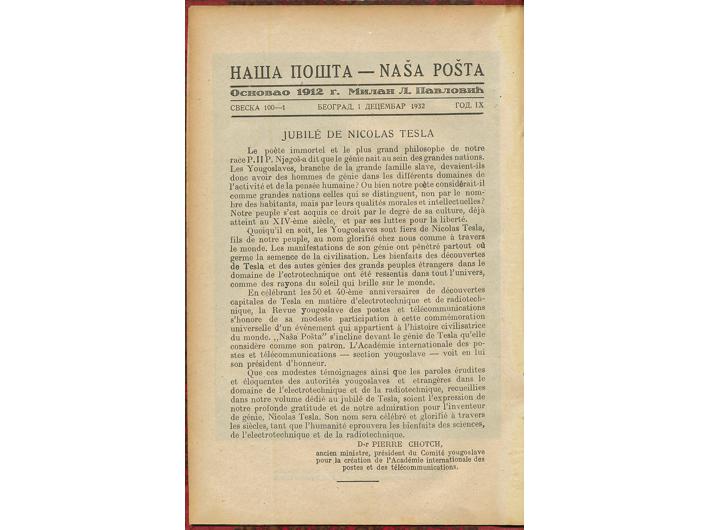 НАША ПОШТА — NAŠA POŠTA
Основао 1912 г. Милан Л. Павловић
СВЕСКА 100—1 БЕОГРАД, 1 ДЕЦЕМБАР 1932 ГОД. IX
JUBILÉ DE NICOLAS TESLA
Le poète immortel et le plus grand philosophe de notre
race P. II P. Njegoš-a dit que le génie nait au sein des grandes nations.
Les Yougoslaves, branche de la grande famille slave, devaient-ils
donc avoir des hommes de génie dans les différents domaines de
l'activité et de la pensée humaine? Ou bien notre poète considérait-il
comme grandes nations celles qui se distinguent, non par le nom-
bre des habitants, mais par leurs qualités morales et intellectuelles?
Notre peuple s'est acquis ce droit par le degré de sa culture, déjà
atteint au XIV-ème siècle, et par ses luttes pour la liberté.
Quoiqu'il en soit, les Yougoslaves sont fiers de Nicolas Tesla,
fils de notre peuple, au nom glorifié chez nous comme à travers
le monde. Les manifestations de son génie ont pénétré partout où
germe la semence de la civilisation. Les bienfaits des découvertes
de Tesla et des autes génies des grands peuples étrangers dans le
domaine de l'ectrotechnique ont été ressentis dans tout l'univers,
comme des rayons du soleil qui brille sur le monde.
En célébrant les 50 et 40-ème anniversaires de découvertes
capitales de Tesla en matière d'electrotechnique et de radiotech-
nique, la Revue yougoslave des postes et télécommunications
s'honore de sa modeste participation à cette commémoration
universelle d'un événement qui appartient à l'histoire civilisatrice
du monde. ,,Naša Pošta" s'incline devant le génie de Tesla qu'elle
considère comme son patron. L'Académie internationale des po-
stes et télécommunications — section yougoslave — voit en lui
son président d'honneur.
Que ces modestes témoignages ainsi que les paroles érudites
et éloquentes des autorités yougoslaves et etrangères dans le
domaine de l'electrotechnique et de la radiotechnique, recueillies
dans notre volume dédié au jubilé de Tesla, soient l'expression de
notre profonde gratitude et de notre admiration pour l'inventeur
de génie, Nicolas Tesla. Son nom sera célébré et glorifié à travers
les siècles, tant que l'humanité eprouvera les bienfaits des sciences,
de l'electrotechnique et de la radiotechnique.
D-r PIERRE CHOTCH,
ancien ministre, président du Comité yougoslave
pour la création de l'Académie internationale des
postes et des télécommunications.